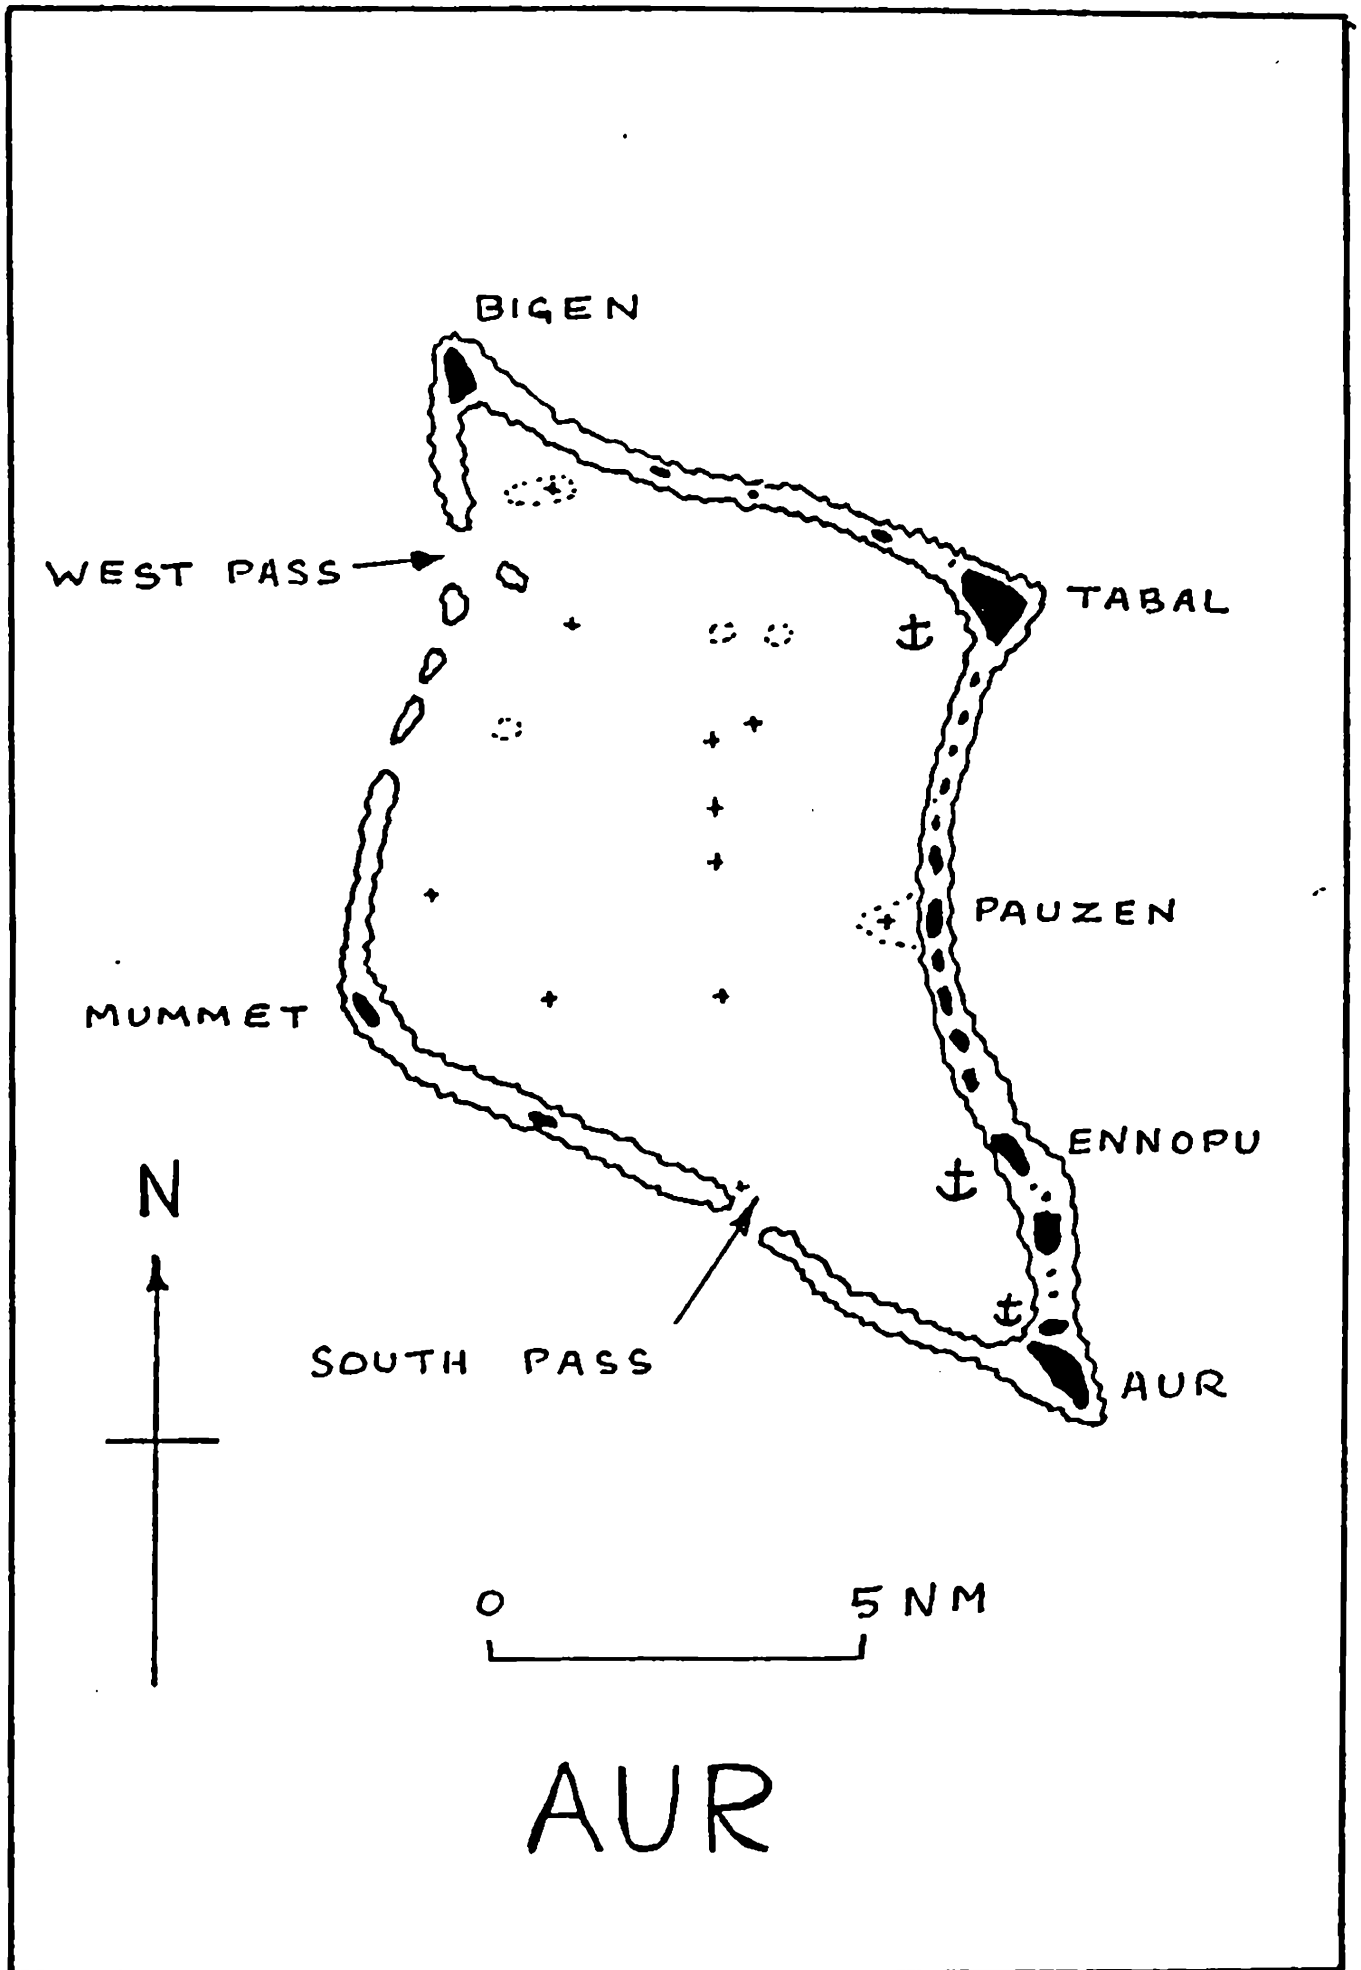 BIGEN
WEST PASS
TABAL
PAUZEN
MUMMET
ENNOPU
N
SOUTH PASS
AUR
0 5 NM
AUR